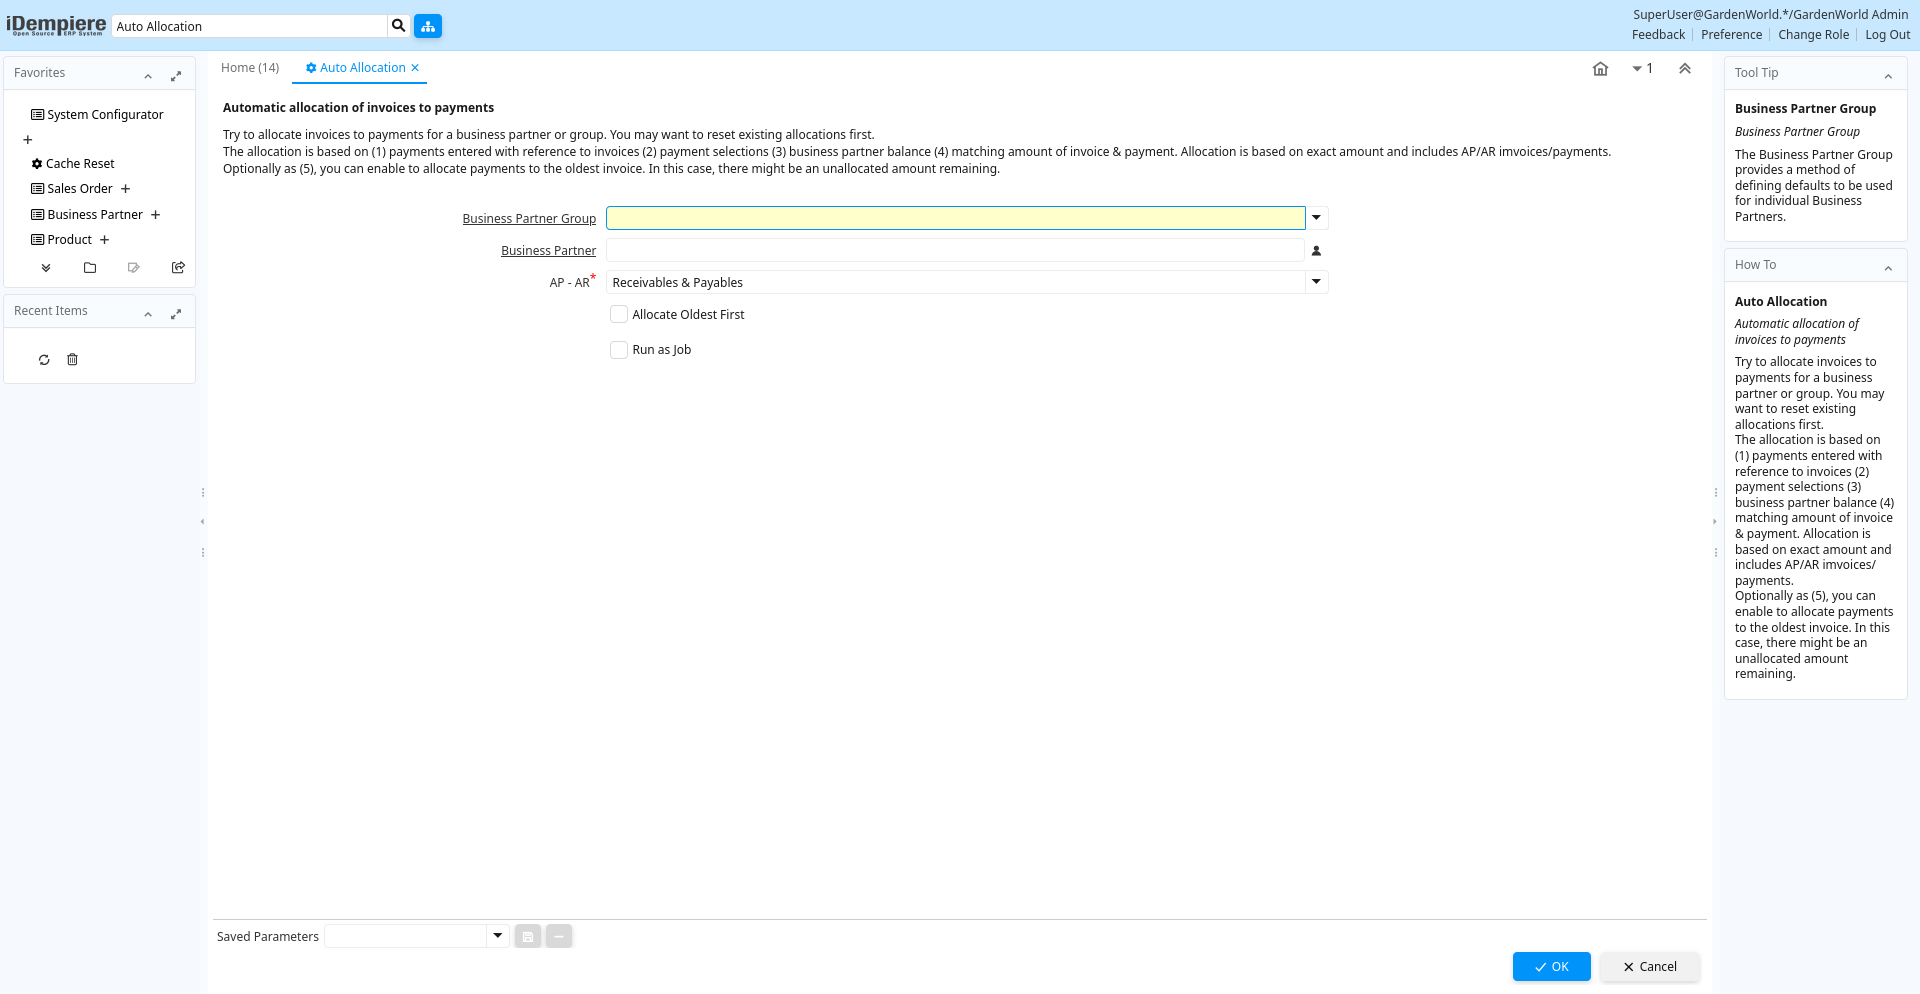 iDempiere
Open Source ERP System
Auto Allocation
SuperUser@GardenWorld.*/GardenWorld Admin
Feedback
Preference
Change Role
Log Out
Favorites
System Configurator
Cache Reset
Sales Order
Business Partner
Product
Recent Items
Home (14)
Auto Allocation
1
Automatic allocation of invoices to payments
Try to allocate invoices to payments for a business partner or group. You may want to reset existing allocations first.
The allocation is based on (1) payments entered with reference to invoices (2) payment selections (3) business partner balance (4) matching amount of invoice & payment. Allocation is based on exact amount and includes AP/AR imvoices/payments.
Optionally as (5), you can enable to allocate payments to the oldest invoice. In this case, there might be an unallocated amount remaining.
Business Partner Group
Business Partner
AP - AR*
Receivables & Payables
Allocate Oldest First
Run as Job
Saved Parameters
OK
Cancel
Tool Tip
Business Partner Group
Business Partner Group
The Business Partner Group
provides a method of
defining defaults to be used
for individual Business
Partners.
How To
Auto Allocation
Automatic allocation of
invoices to payments
Try to allocate invoices to
payments for a business
partner or group. You may
want to reset existing
allocations first.
The allocation is based on
(1) payments entered with
reference to invoices (2)
payment selections (3)
business partner balance (4)
matching amount of invoice
& payment. Allocation is
based on exact amount and
includes AP/AR imvoices/
payments.
Optionally as (5), you can
enable to allocate payments
to the oldest invoice. In this
case, there might be an
unallocated amount
remaining.